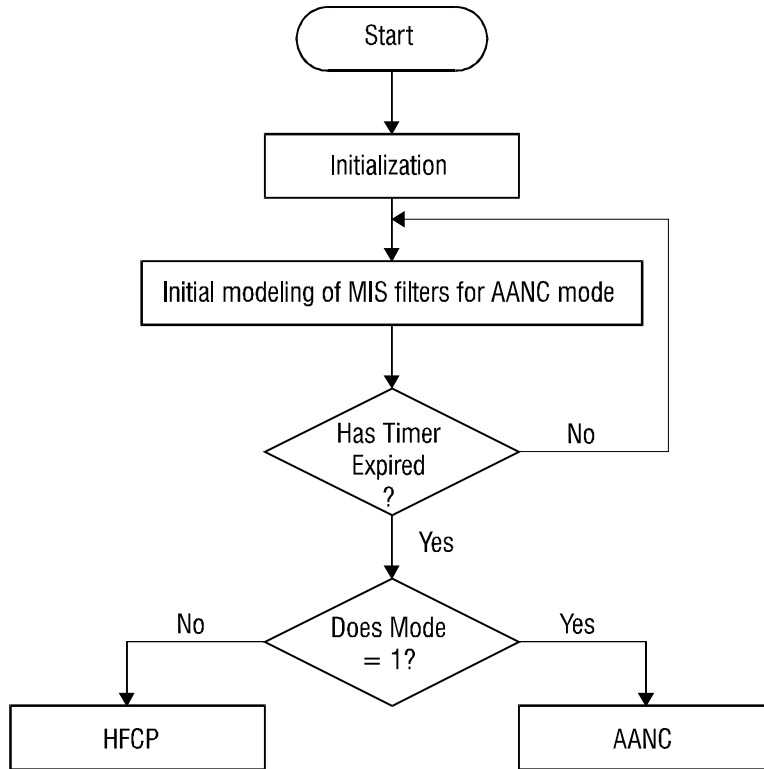 Start
Initialization
Initial modeling of MIS filters for AANC mode
Has Timer
Expired
?
No
Yes
Does Mode
= 1?
No
Yes
HFCP
AANC